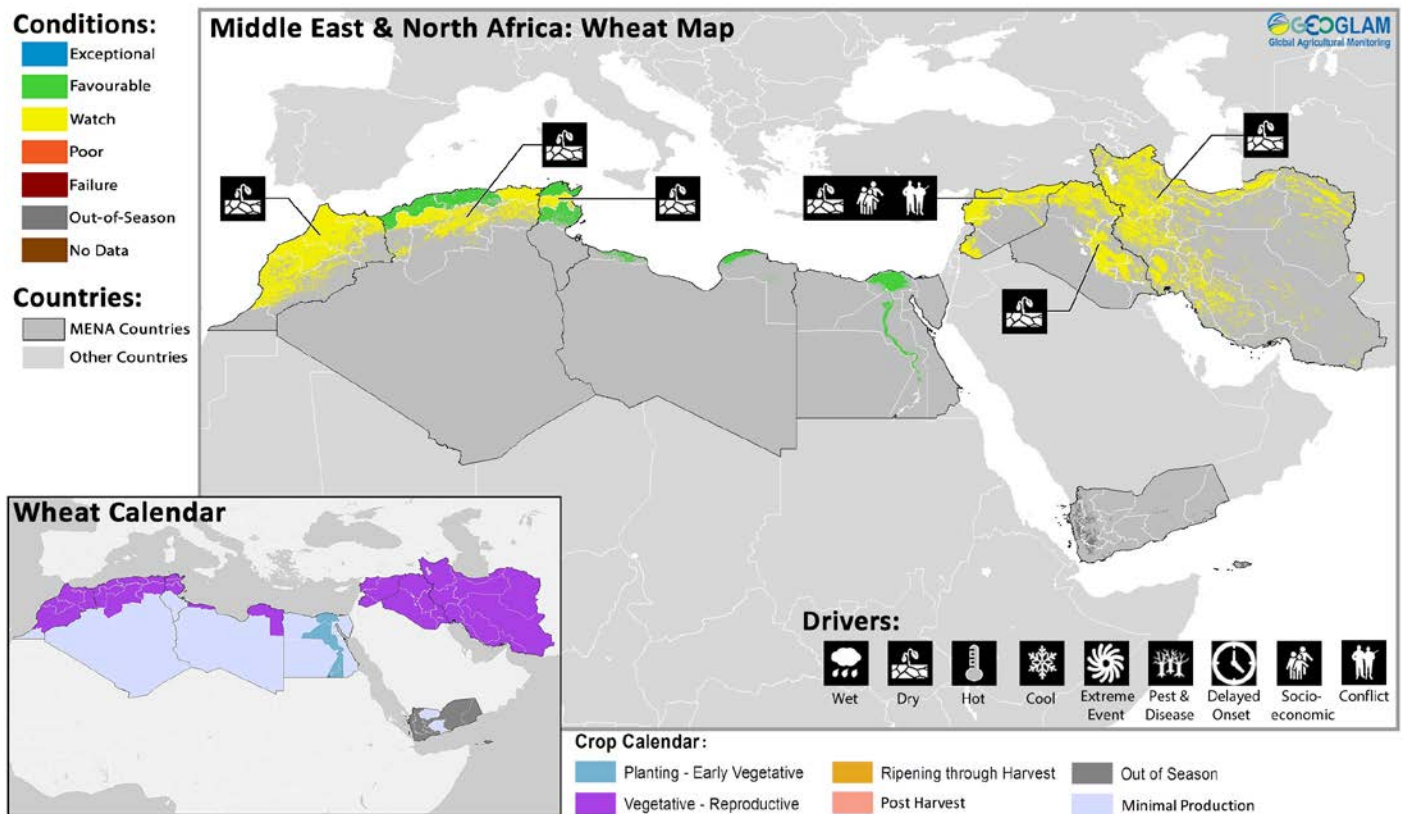 Conditions:
Exceptional
Favourable
Watch
Poor
Failure
Out-of-Season
No Data
Countries:
MENA Countries
Other Countries
Middle East & North Africa: Wheat Map
GEOGLAM
Global Agricultural Monitoring
Wheat Calendar
Drivers:
Wet
Dry
Hot
Cool
Extreme
Event
Pest &
Disease
Delayed
Onset
Socio-
economic
Conflict
Crop Calendar:
Planting - Early Vegetative
Vegetative - Reproductive
Ripening through Harvest
Post Harvest
Out of Season
Minimal Production